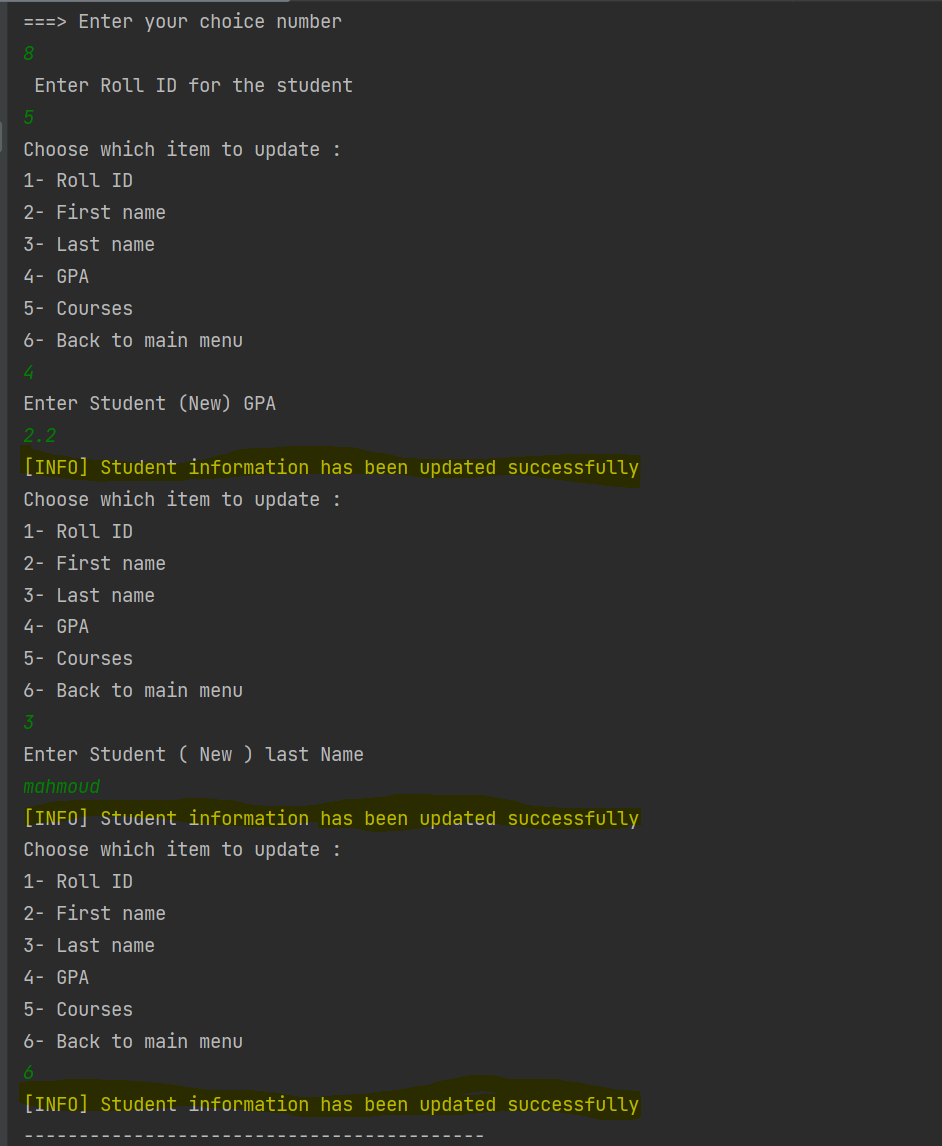 ===> Enter your choice number
8
Enter Roll ID for the student
5
Choose which item to update :
1- Roll ID
2- First name
3- Last name
4- GPA
5- Courses
6- Back to main menu
4
Enter Student (New) GPA
2.2
[INFO] Student information has been updated successfully
Choose which item to update :
1- Roll ID
2- First name
3- Last name
4- GPA
5- Courses
6- Back to main menu
3
Enter Student ( New ) last Name
mahmoud
[INFO] Student information has been updated successfully
Choose which item to update :
1- Roll ID
2- First name
3- Last name
4- GPA
5- Courses
6- Back to main menu
6
[INFO] Student information has been updated successfully
------------------------------------------